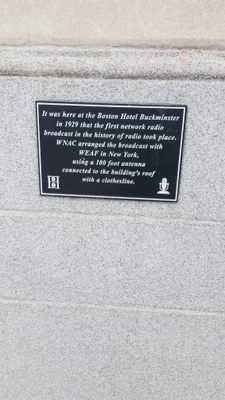 It was here at the Boston Hotel Buckminster
in 1929 that the first network radio
broadcast in the history of radio took place.
WNAC arranged the broadcast with
WEAF in New York,
using a 100 foot antenna
connected to the building's roof
with a clothesline.